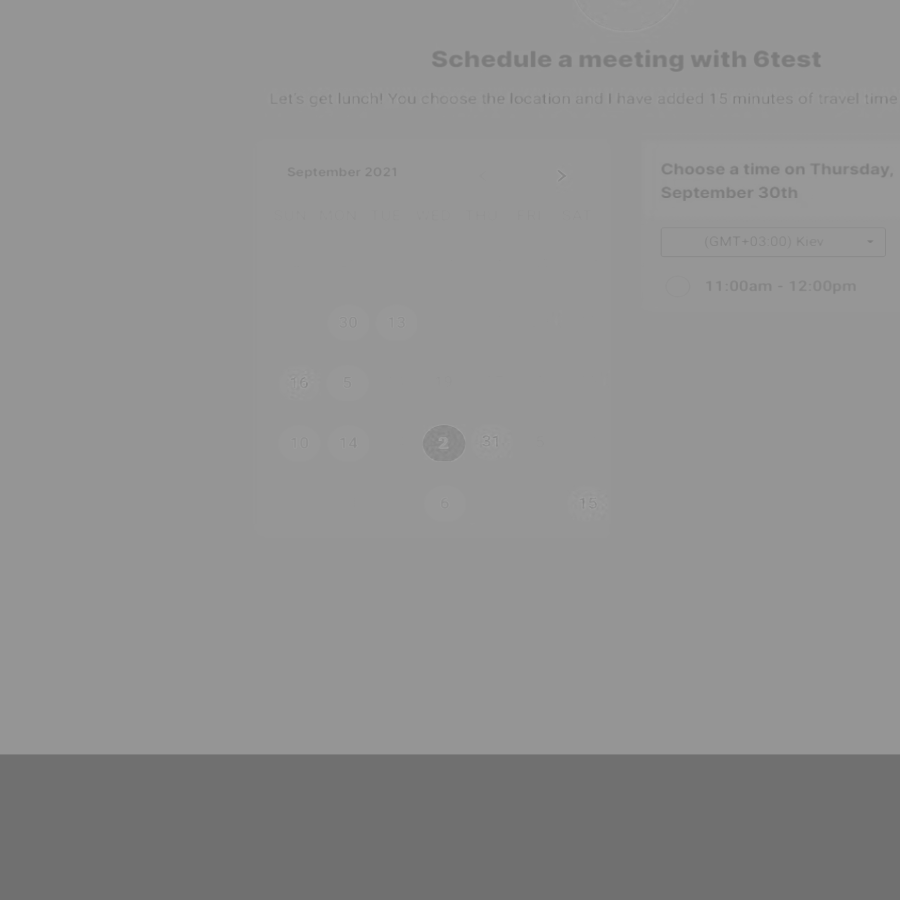 Schedule a meeting with 6test
Let's get lunch! You choose the location and I have added 15 minutes of travel time
September 2021
Choose a time on Thursday,
September 30th
(GMT+03:00) Kiev
11:00am - 12:00pm
30 13
5
10 14 2 31
6 15